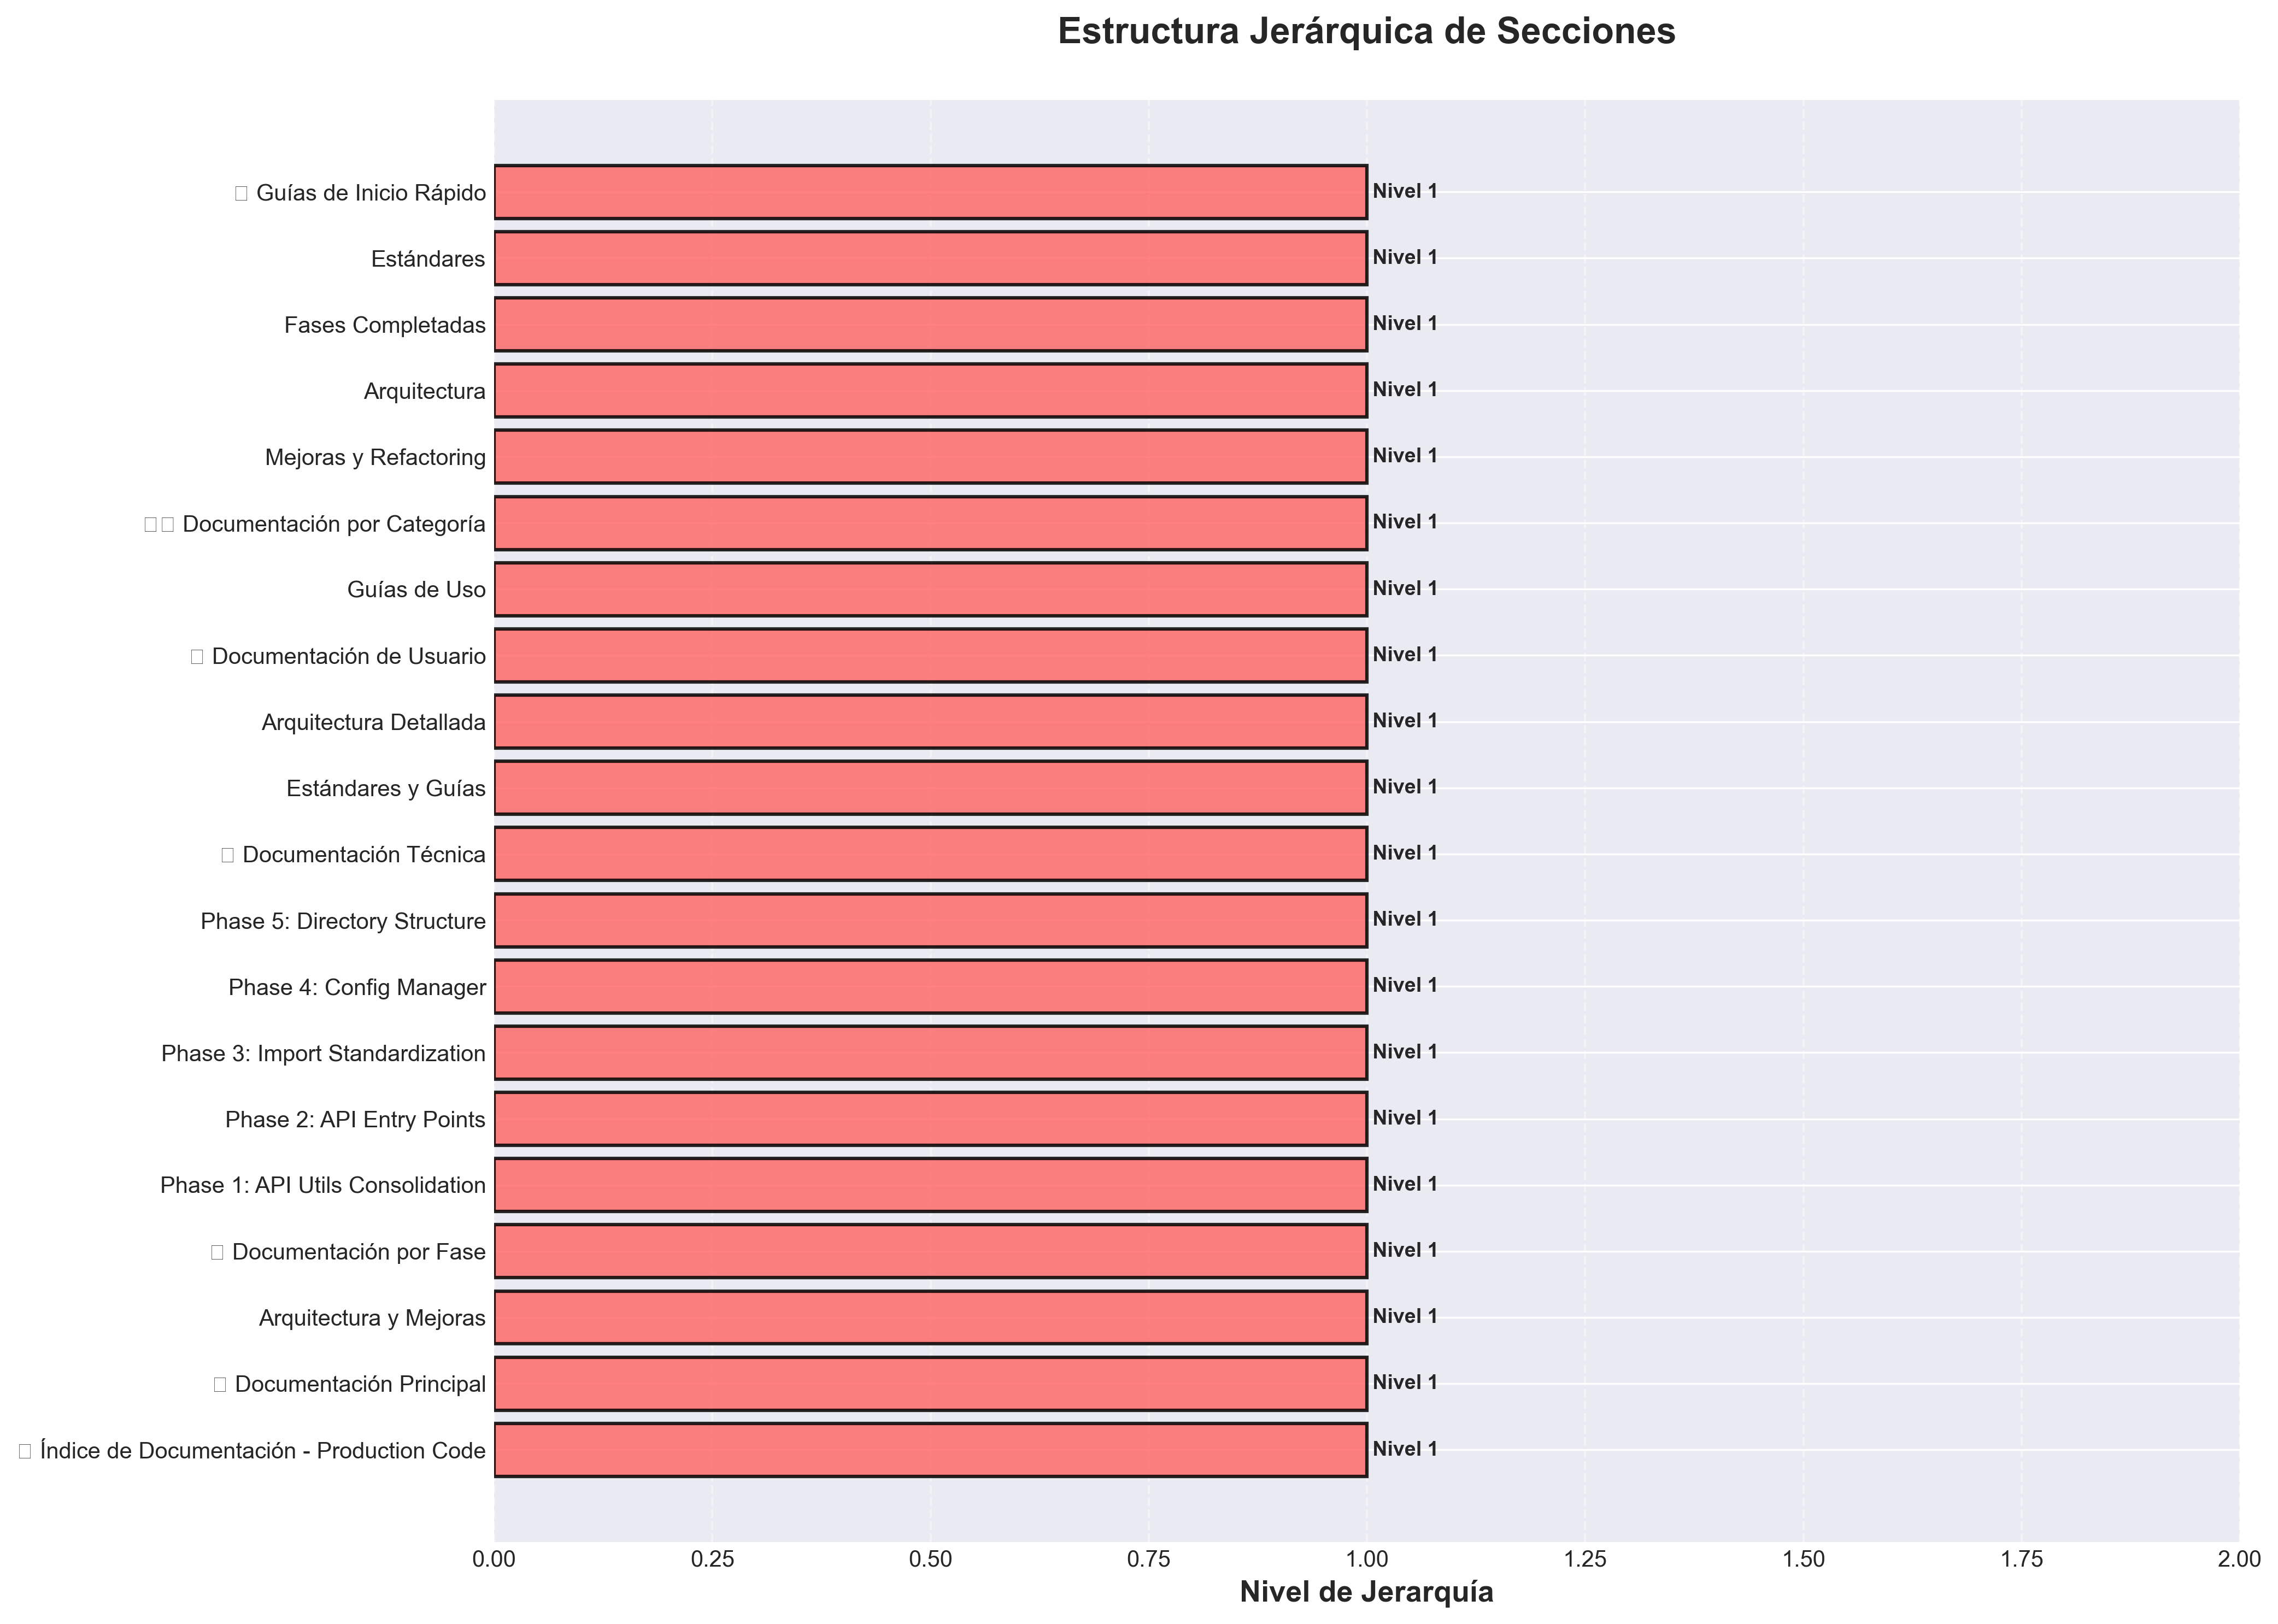 Estructura Jerárquica de Secciones
Guías de Inicio Rápido Nivel 1
Estándares Nivel 1
Fases Completadas Nivel 1
Arquitectura Nivel 1
Mejoras y Refactoring Nivel 1
Documentación por Categoría Nivel 1
Guías de Uso Nivel 1
Documentación de Usuario Nivel 1
Arquitectura Detallada Nivel 1
Estándares y Guías Nivel 1
Documentación Técnica Nivel 1
Phase 5: Directory Structure Nivel 1
Phase 4: Config Manager Nivel 1
Phase 3: Import Standardization Nivel 1
Phase 2: API Entry Points Nivel 1
Phase 1: API Utils Consolidation Nivel 1
Documentación por Fase Nivel 1
Arquitectura y Mejoras Nivel 1
Documentación Principal Nivel 1
Índice de Documentación - Production Code Nivel 1
0.00 0.25 0.50 0.75 1.00 1.25 1.50 1.75 2.00
Nivel de Jerarquía